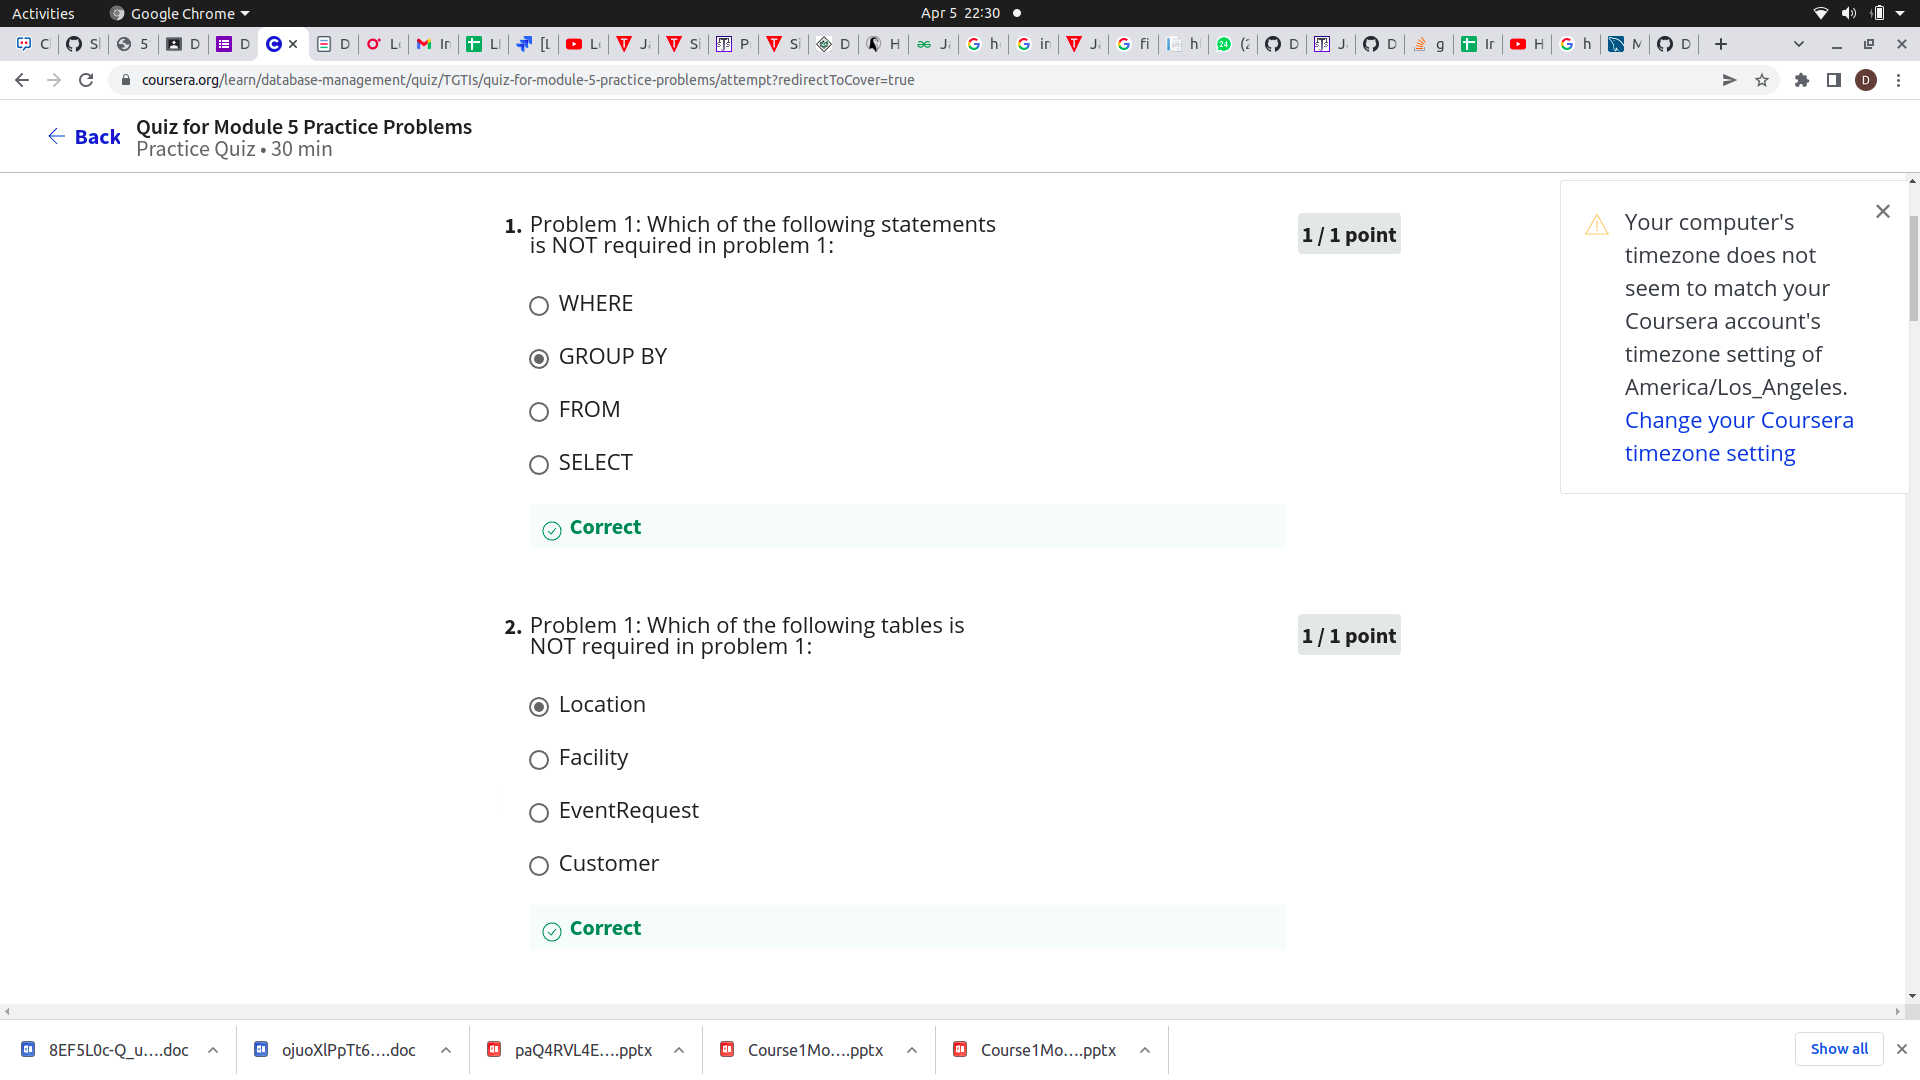 Activities
Google Chrome
Apr 5 22:30
coursera.org/learn/database-management/quiz/TGTIs/quiz-for-module-5-practice-problems/attempt?redirectToCover=true
D
Back
Quiz for Module 5 Practice Problems
Practice Quiz • 30 min
1. Problem 1: Which of the following statements
is NOT required in problem 1:
1 / 1 point
WHERE
GROUP BY
FROM
SELECT
Correct
2. Problem 1: Which of the following tables is
NOT required in problem 1:
1 / 1 point
Location
Facility
EventRequest
Customer
Correct
Your computer's
timezone does not
seem to match your
Coursera account's
timezone setting of
America/Los_Angeles.
Change your Coursera
timezone setting
8EF5L0c-Q_u....doc
ojuoXlPpTt6....doc
paQ4RVL4E....pptx
Course1Mo....pptx
Course1Mo....pptx
Show all